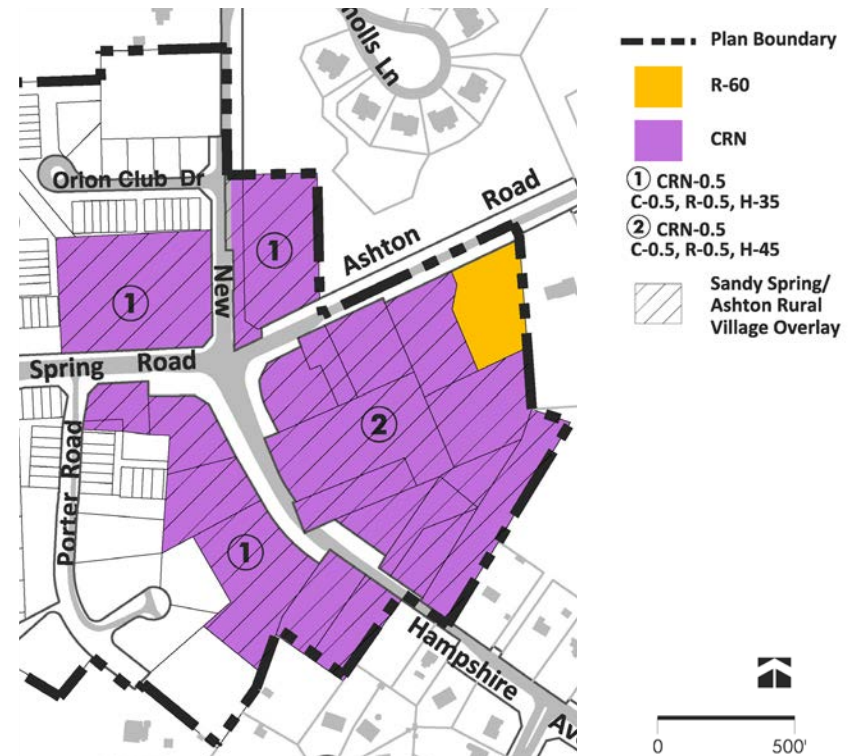 nolls Ln
Orion Club Dr
Ashton Road
New
Spring Road
Porter Road
Hampshire
Av
1
1
2
1
Plan Boundary
R-60
CRN
1 CRN-0.5
C-0.5, R-0.5, H-35
2 CRN-0.5
C-0.5, R-0.5, H-45
Sandy Spring/
Ashton Rural
Village Overlay
0 500'